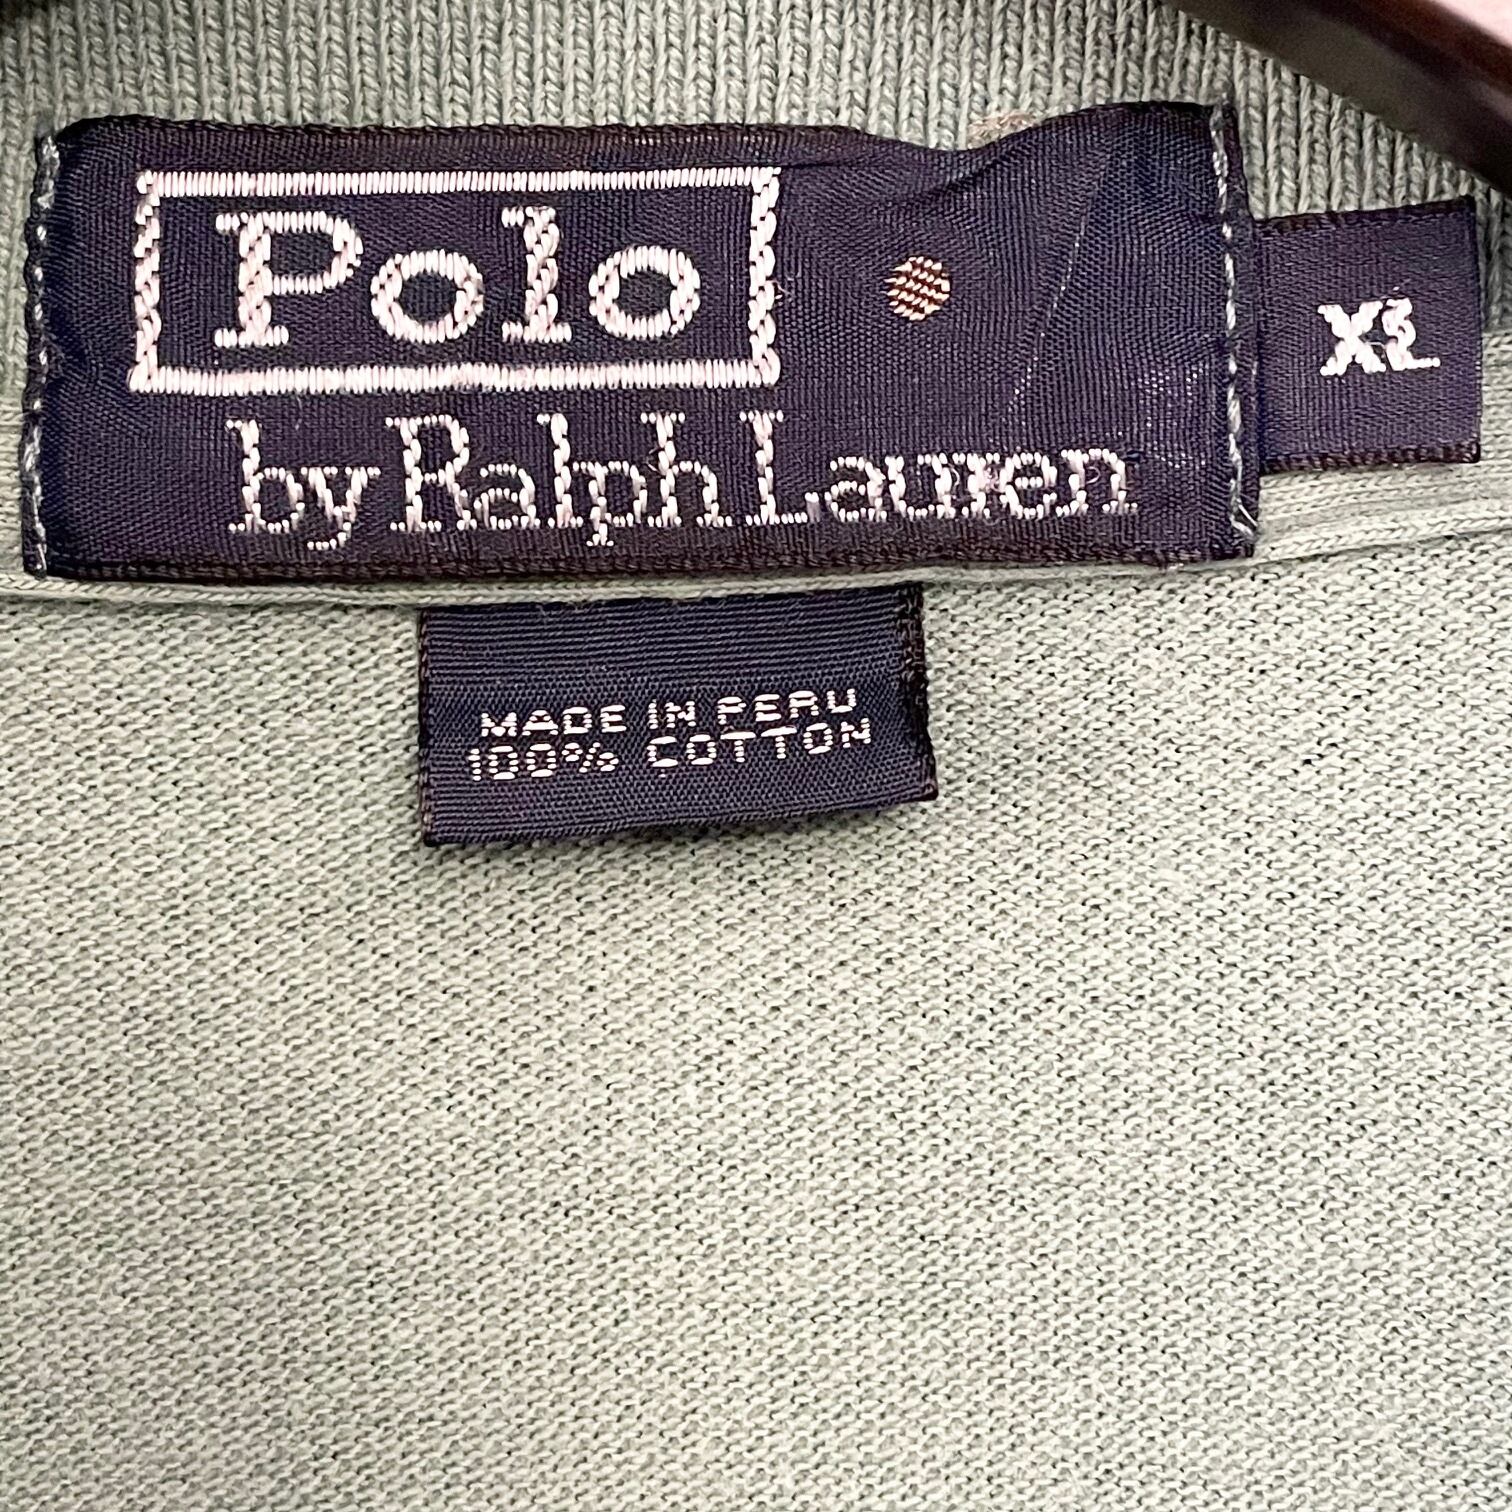 Polo
by Ralph Lauren
XL
MADE IN PERU
100% COTTON